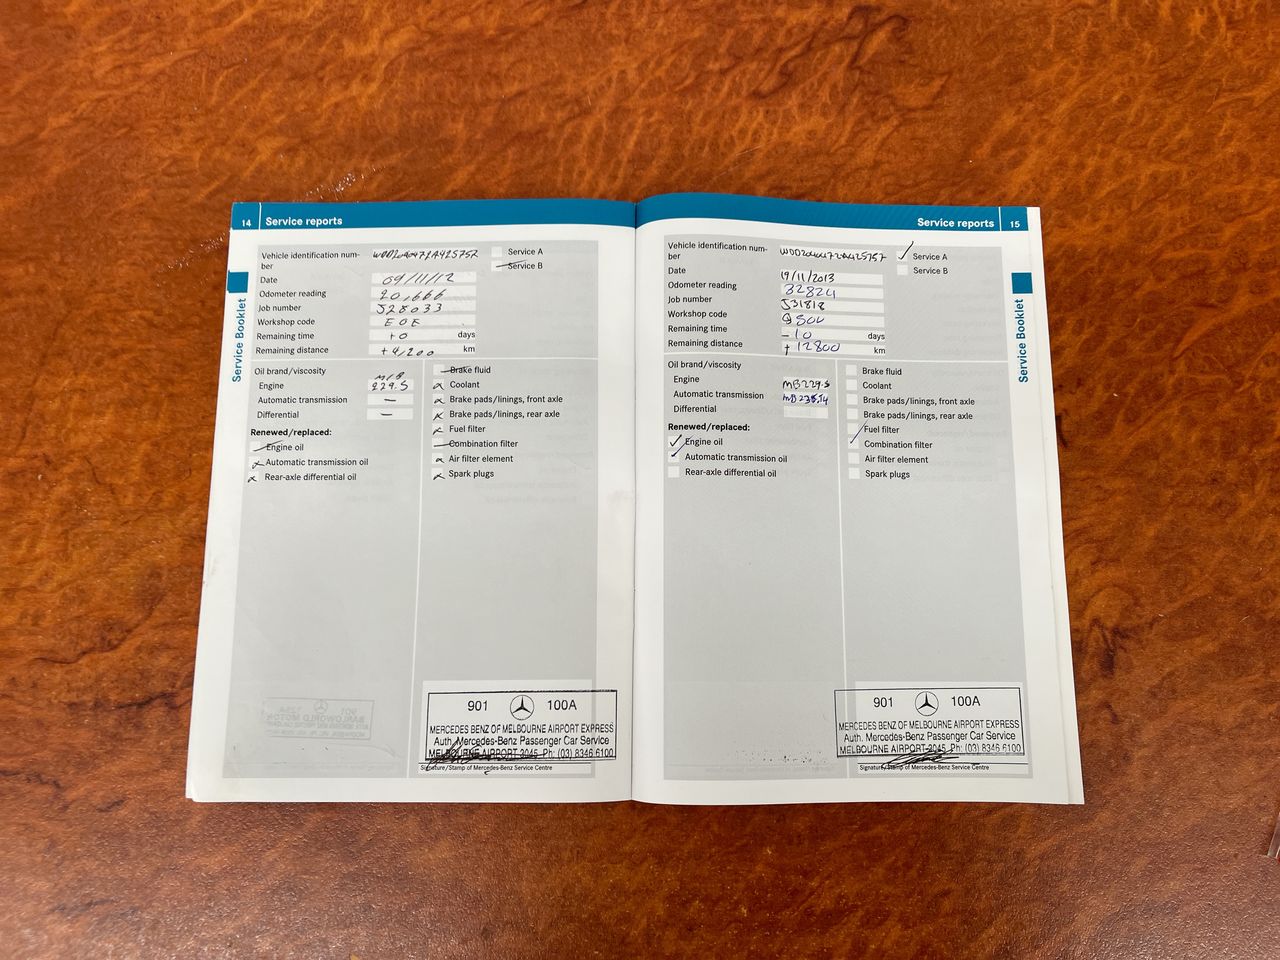 14 Service reports
Service Booklet
Vehicle identification num-
ber
Service A
Service B
Date 09/11/12
Odometer reading 20,666
Job number J28033
Workshop code EOE
Remaining time +0 days
Remaining distance +4,200 km
Oil brand/viscosity M/B
Engine 229.5
Automatic transmission —
Differential —
Renewed/replaced:
Engine oil
Automatic transmission oil
Rear-axle differential oil
Brake fluid
Coolant
Brake pads/linings, front axle
Brake pads/linings, rear axle
Fuel filter
Combination filter
Air filter element
Spark plugs
901 100A
MERCEDES BENZ OF MELBOURNE AIRPORT EXPRESS
Auth. Mercedes-Benz Passenger Car Service
MELBOURNE AIRPORT 3045 Ph: (03) 8346 6100
Signature/Stamp of Mercedes-Benz Service Centre
Service reports 15
Service Booklet
Vehicle identification num-
ber
Service A
Service B
Date 19/11/2013
Odometer reading 32824
Job number J31818
Workshop code
Remaining time -10 days
Remaining distance +12800 km
Oil brand/viscosity
Engine MB229.5
Automatic transmission
Differential
Renewed/replaced:
Engine oil
Automatic transmission oil
Rear-axle differential oil
Brake fluid
Coolant
Brake pads/linings, front axle
Brake pads/linings, rear axle
Fuel filter
Combination filter
Air filter element
Spark plugs
901 100A
MERCEDES BENZ OF MELBOURNE AIRPORT EXPRESS
Auth. Mercedes-Benz Passenger Car Service
MELBOURNE AIRPORT 3045 Ph: (03) 8346 6100
Signature/Stamp of Mercedes-Benz Service Centre